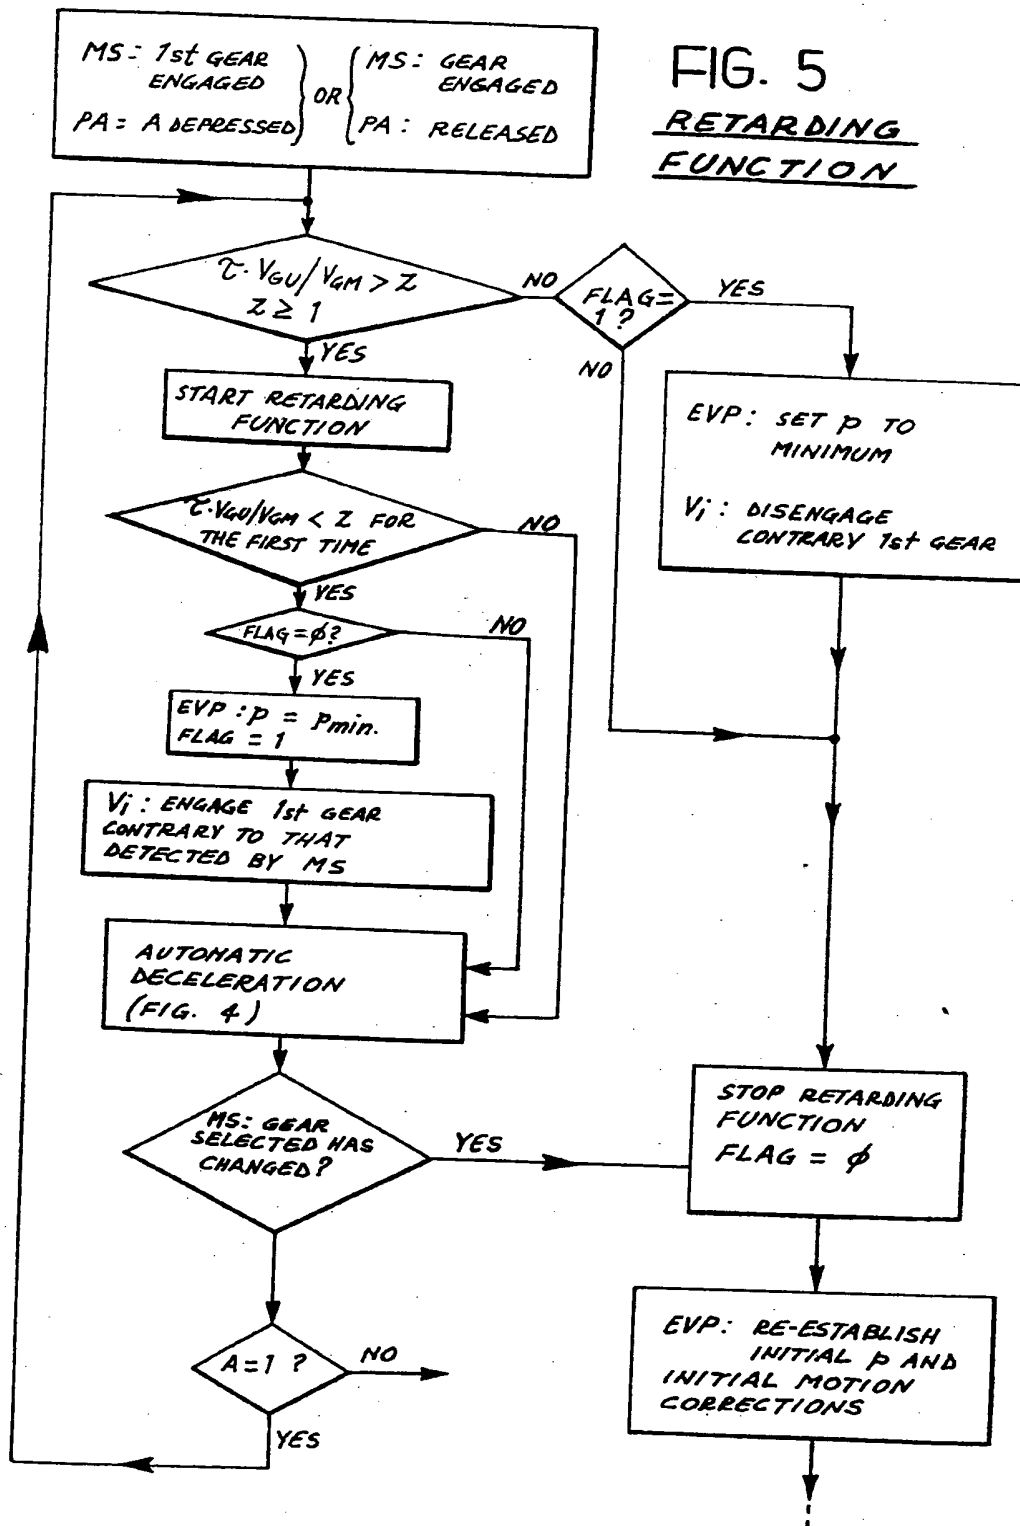 FIG. 5
RETARDING
FUNCTION
MS: 1st GEAR
ENGAGED
PA = A DEPRESSED
OR
MS: GEAR
ENGAGED
PA: RELEASED
τ·VGU/VGM > Z
Z ≥ 1
NO
YES
FLAG =
1 ?
YES
NO
START RETARDING
FUNCTION
EVP: SET p TO
MINIMUM
Vi: DISENGAGE
CONTRARY 1st GEAR
τ·VGU/VGM < Z FOR
THE FIRST TIME
NO
YES
FLAG = ϕ?
NO
YES
EVP: p = pmin.
FLAG = 1
Vi: ENGAGE 1st GEAR
CONTRARY TO THAT
DETECTED BY MS
AUTOMATIC
DECELERATION
(FIG. 4)
MS: GEAR
SELECTED HAS
CHANGED?
YES
STOP RETARDING
FUNCTION
FLAG = ϕ
A = 1 ?
NO
YES
EVP: RE-ESTABLISH
INITIAL p AND
INITIAL MOTION
CORRECTIONS